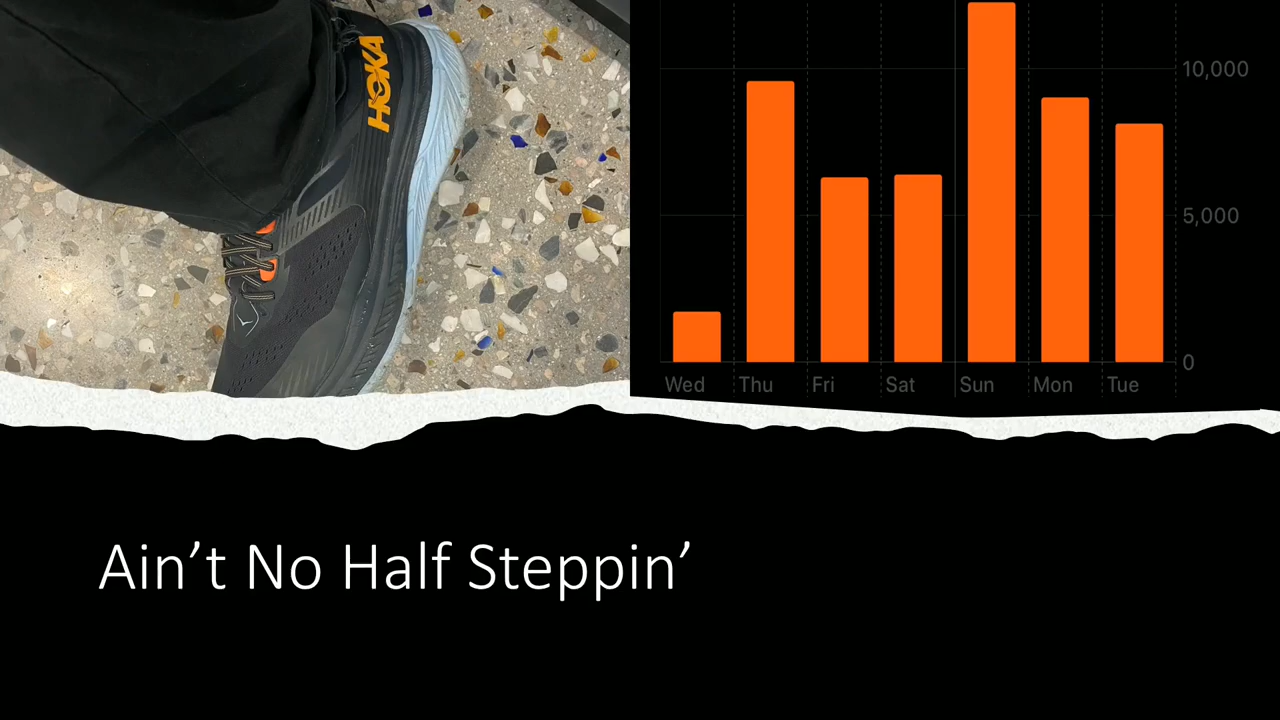 HOKA
10,000
5,000
0
Wed Thu Fri Sat Sun Mon Tue
Ain’t No Half Steppin’